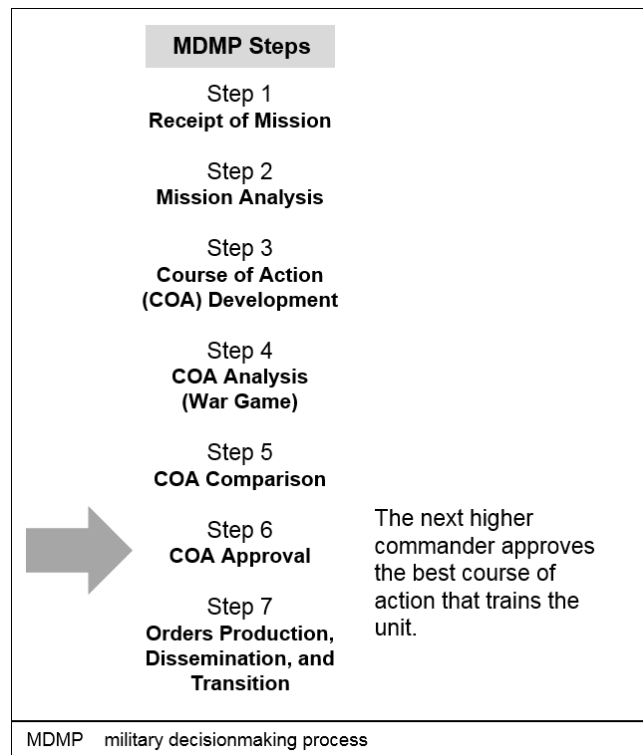 MDMP Steps
Step 1
Receipt of Mission
Step 2
Mission Analysis
Step 3
Course of Action
(COA) Development
Step 4
COA Analysis
(War Game)
Step 5
COA Comparison
Step 6
COA Approval
The next higher
commander approves
the best course of
action that trains the
unit.
Step 7
Orders Production,
Dissemination, and
Transition
MDMP military decisionmaking process